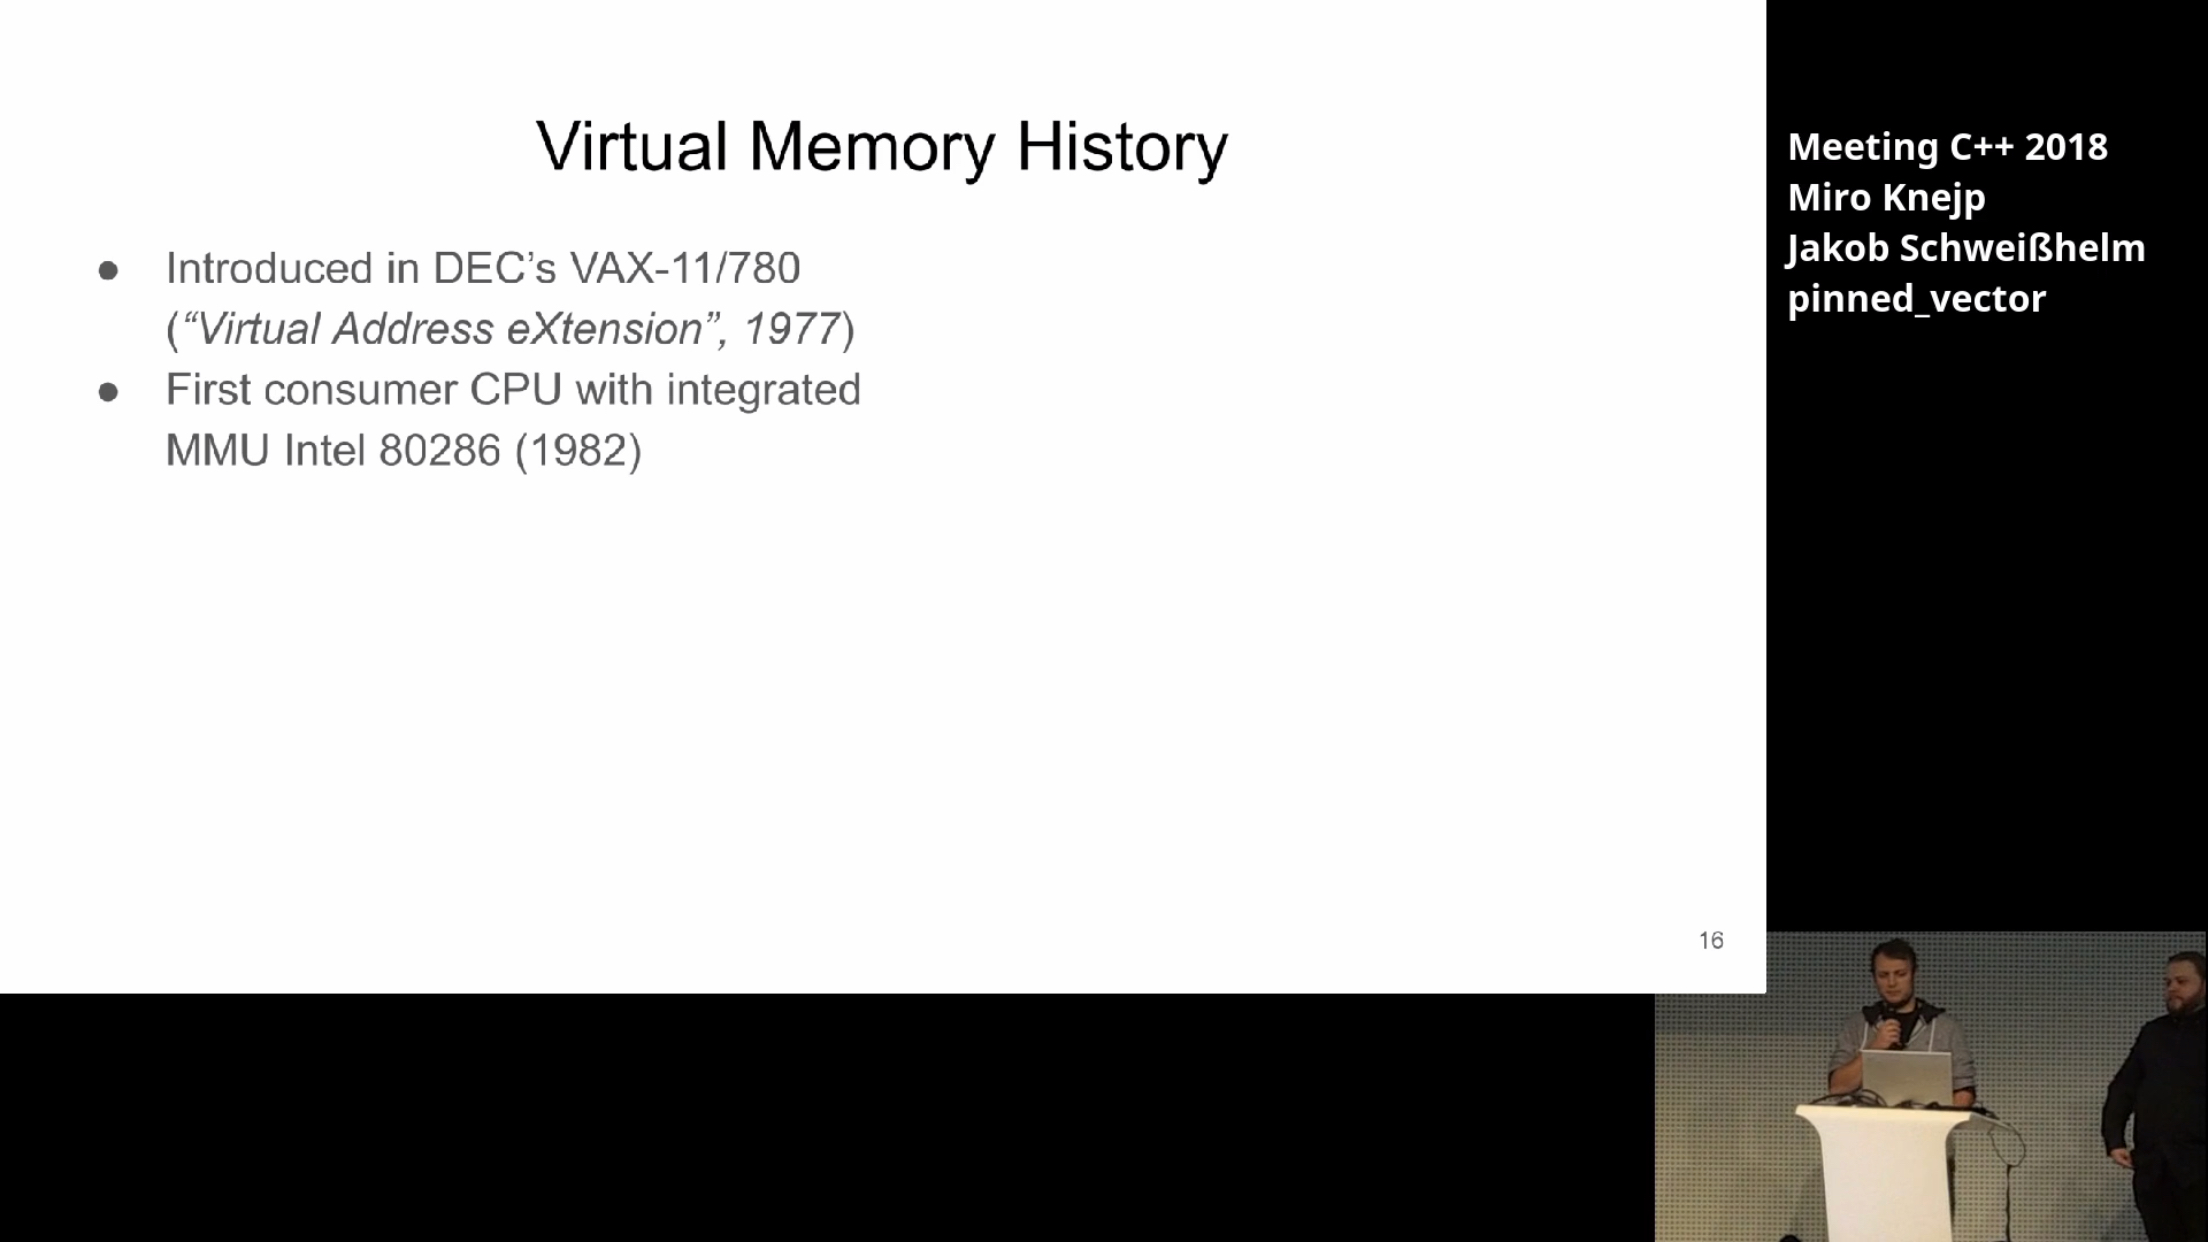 Virtual Memory History
● Introduced in DEC’s VAX-11/780
(“Virtual Address eXtension”, 1977)
● First consumer CPU with integrated
MMU Intel 80286 (1982)
16
Meeting C++ 2018
Miro Knejp
Jakob Schweißhelm
pinned_vector